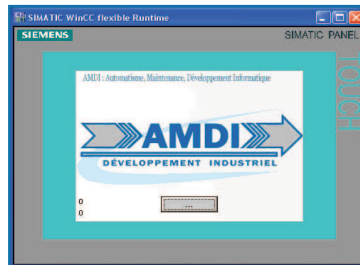 SIMATIC WinCC flexible Runtime
SIEMENS
SIMATIC PANEL
TOUCH
AMDI : Automatisme, Maintenance, Développement Informatique
AMDI
DÉVELOPPEMENT INDUSTRIEL
0
...
0